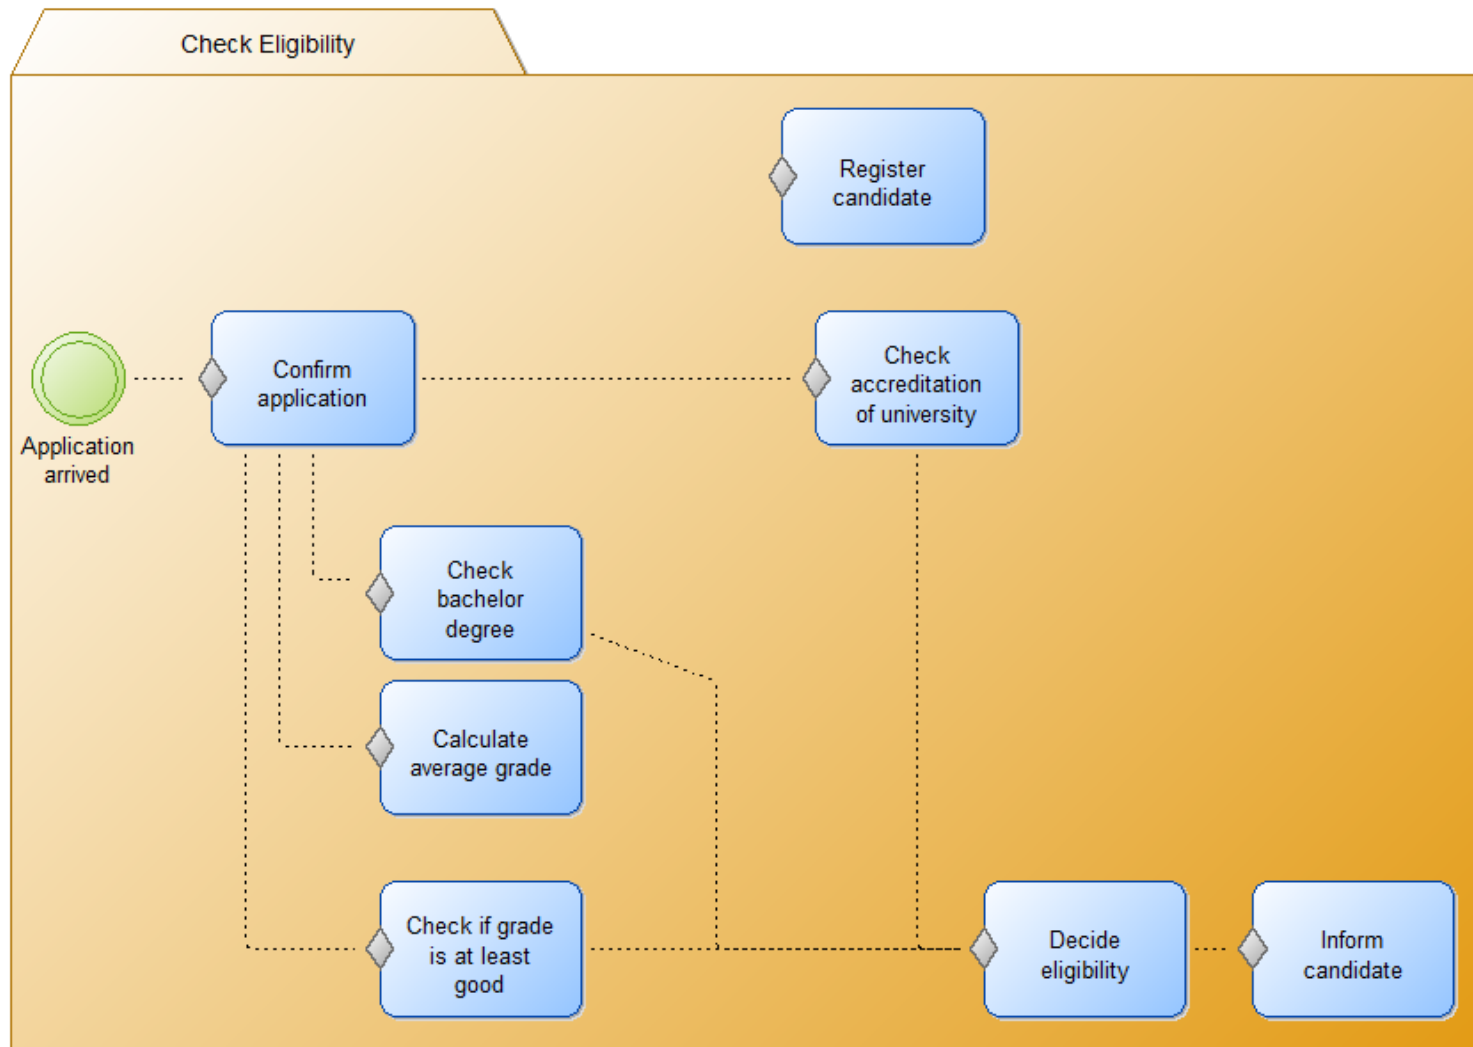 Check Eligibility
Register
candidate
Confirm
application
Check
accreditation
of university
Application
arrived
Check
bachelor
degree
Calculate
average grade
Check if grade
is at least
good
Decide
eligibility
Inform
candidate